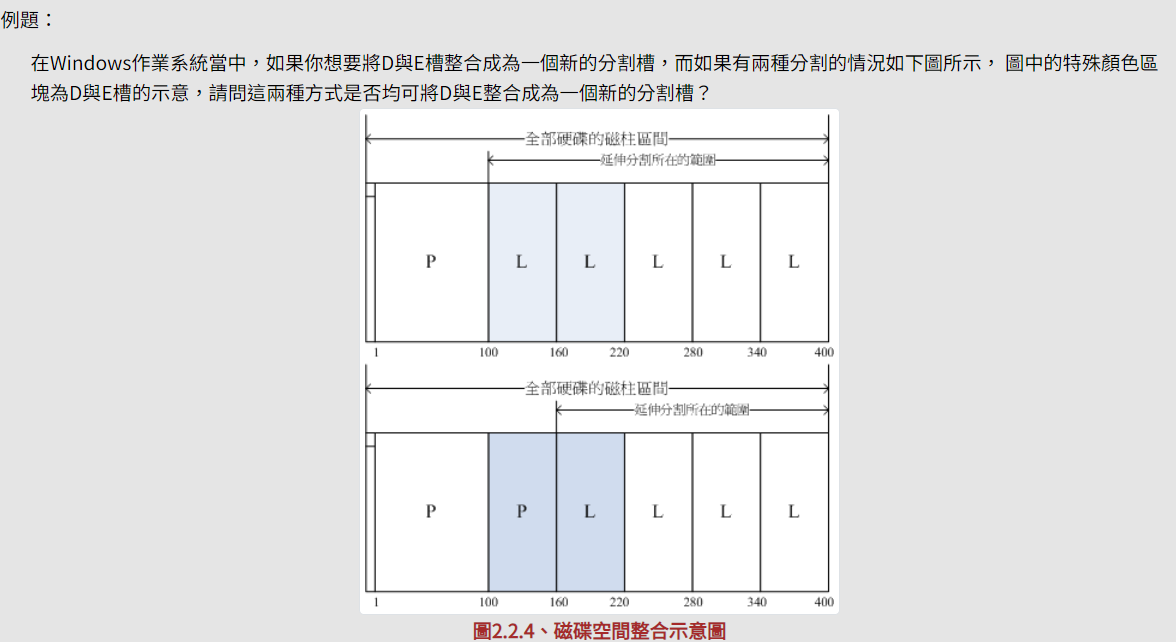 例題：
在Windows作業系統當中，如果你想要將D與E槽整合成為一個新的分割槽，而如果有兩種分割的情況如下圖所示， 圖中的特殊顏色區
塊為D與E槽的示意，請問這兩種方式是否均可將D與E整合成為一個新的分割槽？
全部硬碟的磁柱區間
延伸分割所在的範圍
P L L L L L
1 100 160 220 280 340 400
全部硬碟的磁柱區間
延伸分割所在的範圍
P P L L L L
1 100 160 220 280 340 400
圖2.2.4、磁碟空間整合示意圖